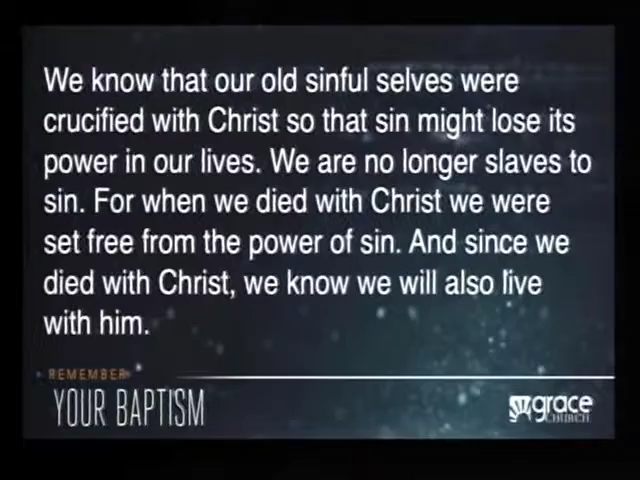 We know that our old sinful selves were
crucified with Christ so that sin might lose its
power in our lives. We are no longer slaves to
sin. For when we died with Christ we were
set free from the power of sin. And since we
died with Christ, we know we will also live
with him.
REMEMBER
YOUR BAPTISM
grace
CHURCH